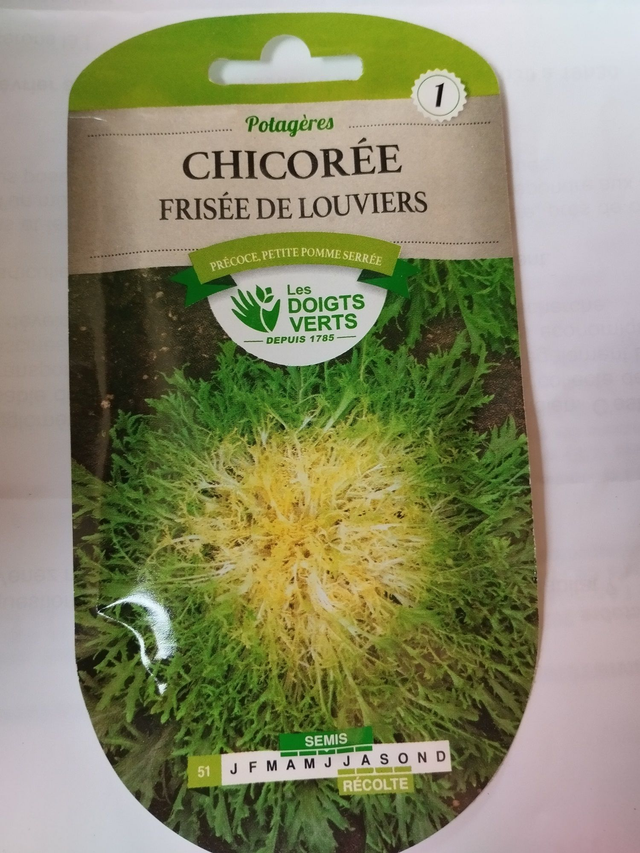 1
Potagères
CHICORÉE
FRISÉE DE LOUVIERS
PRÉCOCE, PETITE POMME SERRÉE
Les
DOIGTS
VERTS
DEPUIS 1785
SEMIS
51 J F M A M J J A S O N D
RÉCOLTE